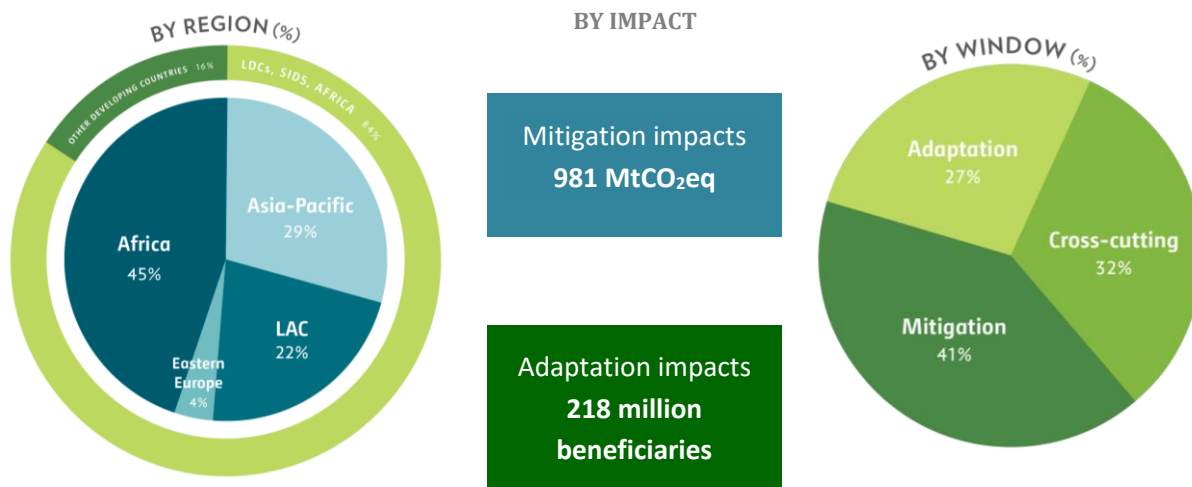 BY REGION (%)
OTHER DEVELOPING COUNTRIES 16%
LDCs, SIDS, AFRICA 84%
Asia-Pacific
29%
Africa
45%
LAC
22%
Eastern
Europe
4%
BY IMPACT
Mitigation impacts
981 MtCO₂eq
Adaptation impacts
218 million
beneficiaries
BY WINDOW (%)
Adaptation
27%
Cross-cutting
32%
Mitigation
41%